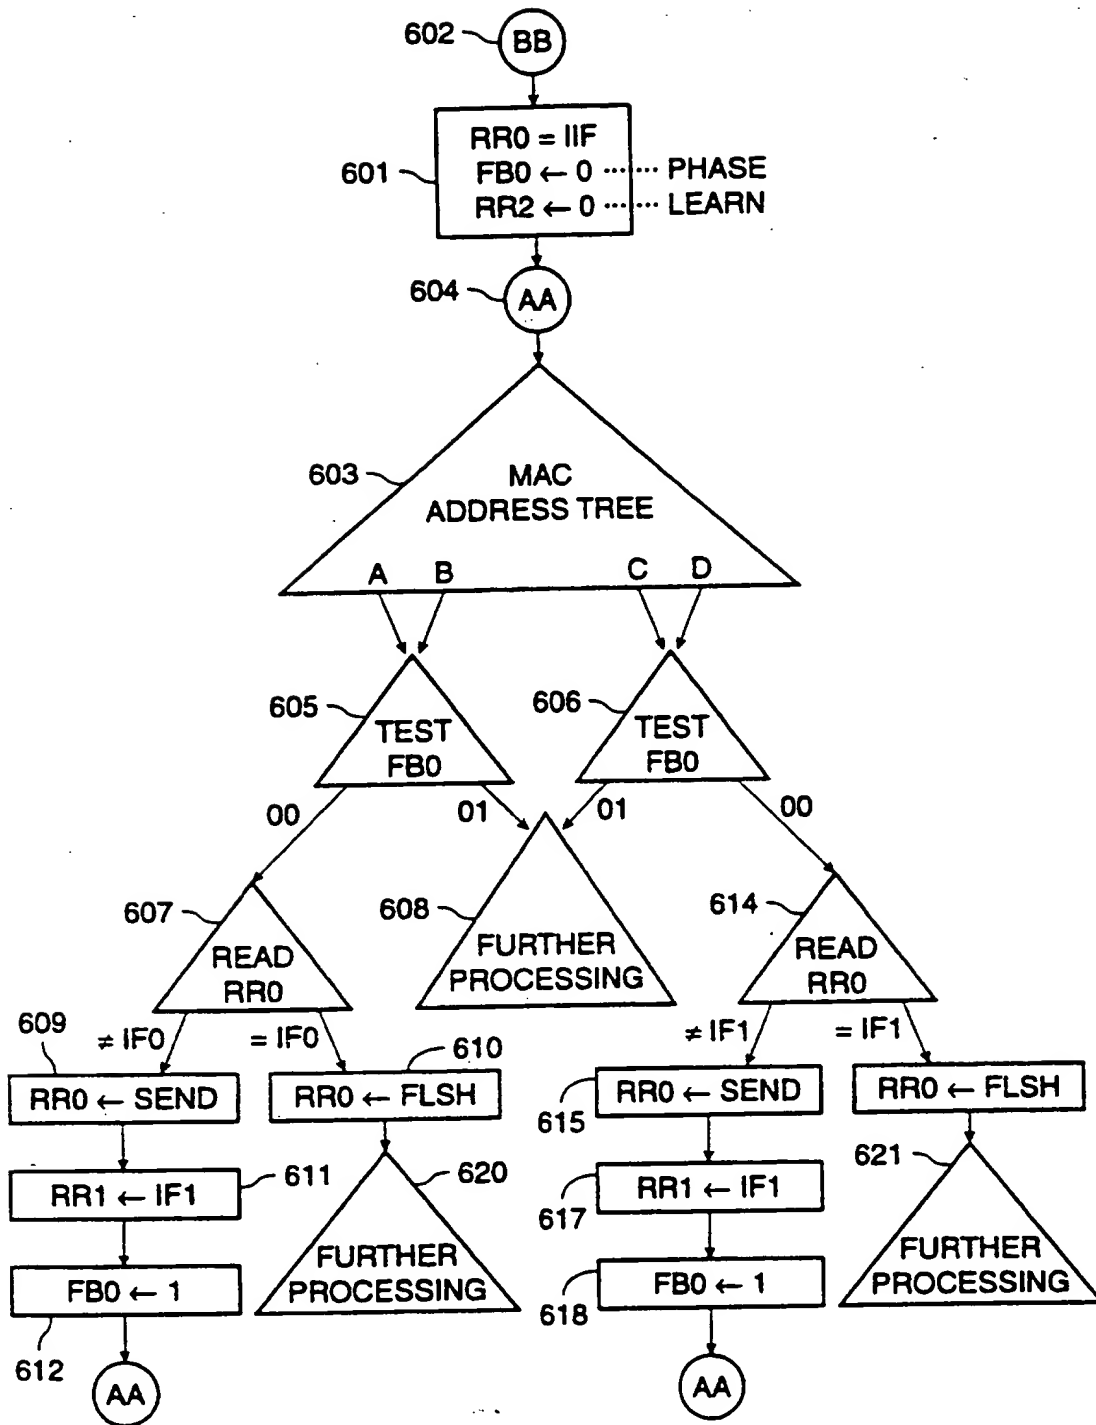 602
BB
601
RR0 = IIF
FB0 ← 0 ······ PHASE
RR2 ← 0 ······ LEARN
604
AA
603
MAC
ADDRESS TREE
A B C D
605
TEST
FB0
606
TEST
FB0
00
01
01
00
607
READ
RR0
608
FURTHER
PROCESSING
614
READ
RR0
609
≠ IF0
= IF0
610
≠ IF1
= IF1
RR0 ← SEND
RR0 ← FLSH
615
RR0 ← SEND
RR0 ← FLSH
611
RR1 ← IF1
620
FURTHER
PROCESSING
617
RR1 ← IF1
621
FURTHER
PROCESSING
612
FB0 ← 1
618
FB0 ← 1
AA
AA